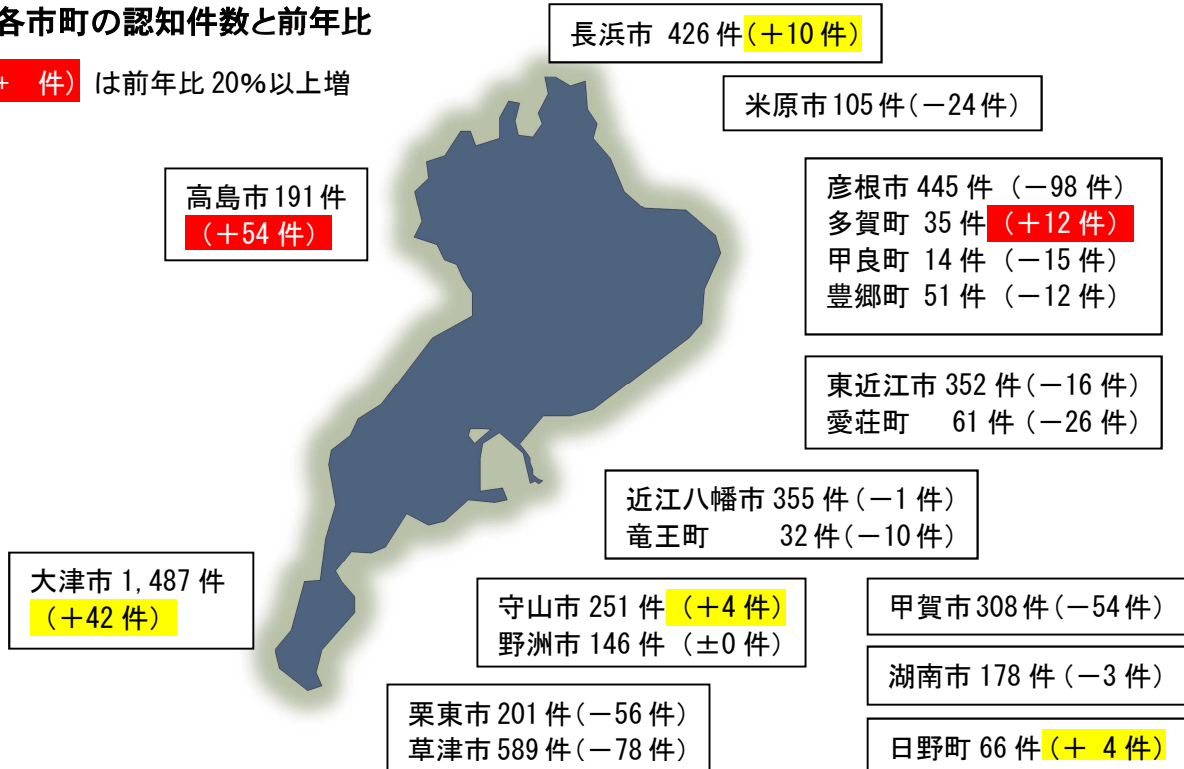 各市町の認知件数と前年比
+ 件) は前年比 20%以上増
長浜市 426 件(+10 件)
米原市 105 件(-24 件)
高島市 191 件
(+54 件)
彦根市 445 件 (-98 件)
多賀町 35 件 (+12 件)
甲良町 14 件 (-15 件)
豊郷町 51 件 (-12 件)
東近江市 352 件(-16 件)
愛荘町 61 件 (-26 件)
近江八幡市 355 件(-1 件)
竜王町 32 件(-10 件)
大津市 1,487 件
(+42 件)
守山市 251 件 (+4 件)
野洲市 146 件 (±0 件)
甲賀市 308 件(-54 件)
湖南市 178 件(-3 件)
栗東市 201 件(-56 件)
草津市 589 件(-78 件)
日野町 66 件(+ 4 件)